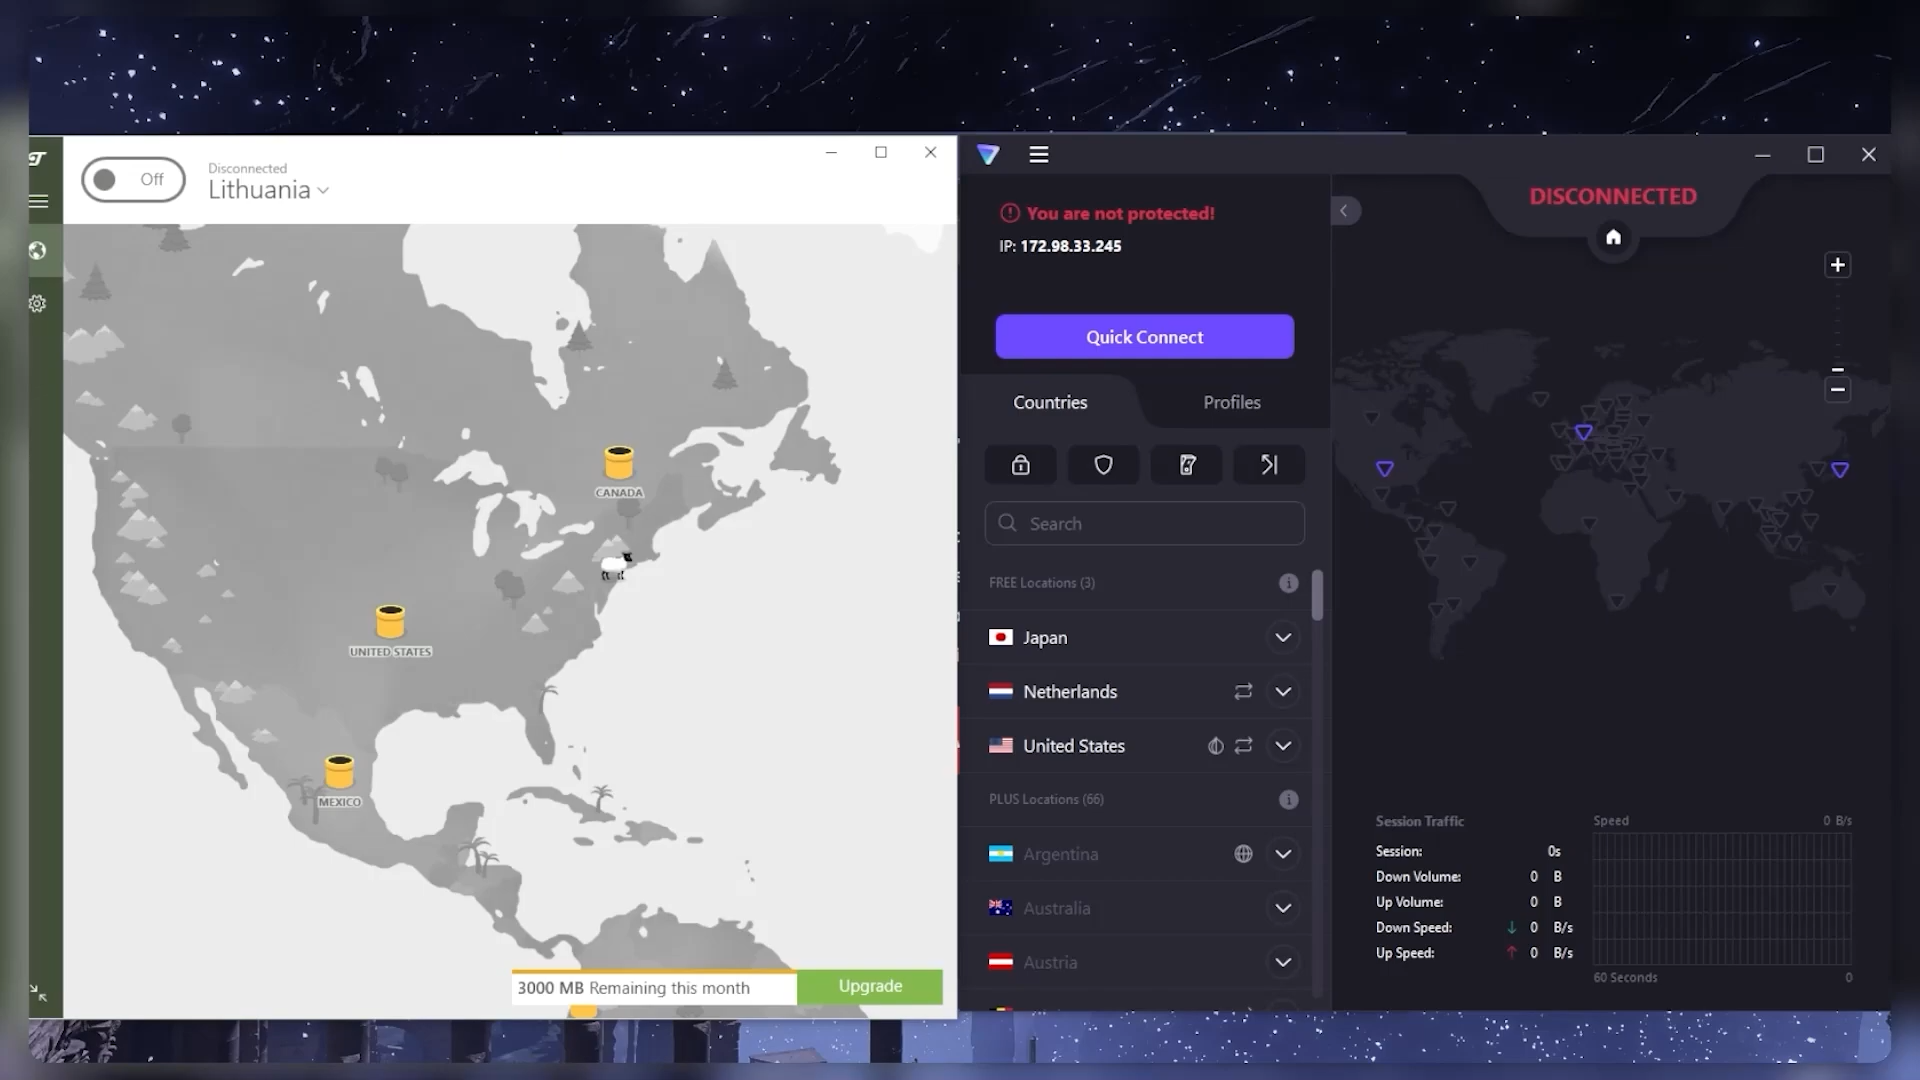 Off
Disconnected
Lithuania
CANADA
UNITED STATES
MEXICO
3000 MB Remaining this month
Upgrade
You are not protected!
IP: 172.98.33.245
Quick Connect
Countries
Profiles
Search
FREE Locations (3)
Japan
Netherlands
United States
PLUS Locations (66)
Argentina
Australia
Austria
DISCONNECTED
Session Traffic
Session: 0s
Down Volume: 0 B
Up Volume: 0 B
Down Speed: 0 B/s
Up Speed: 0 B/s
Speed 0 B/s
60 Seconds 0